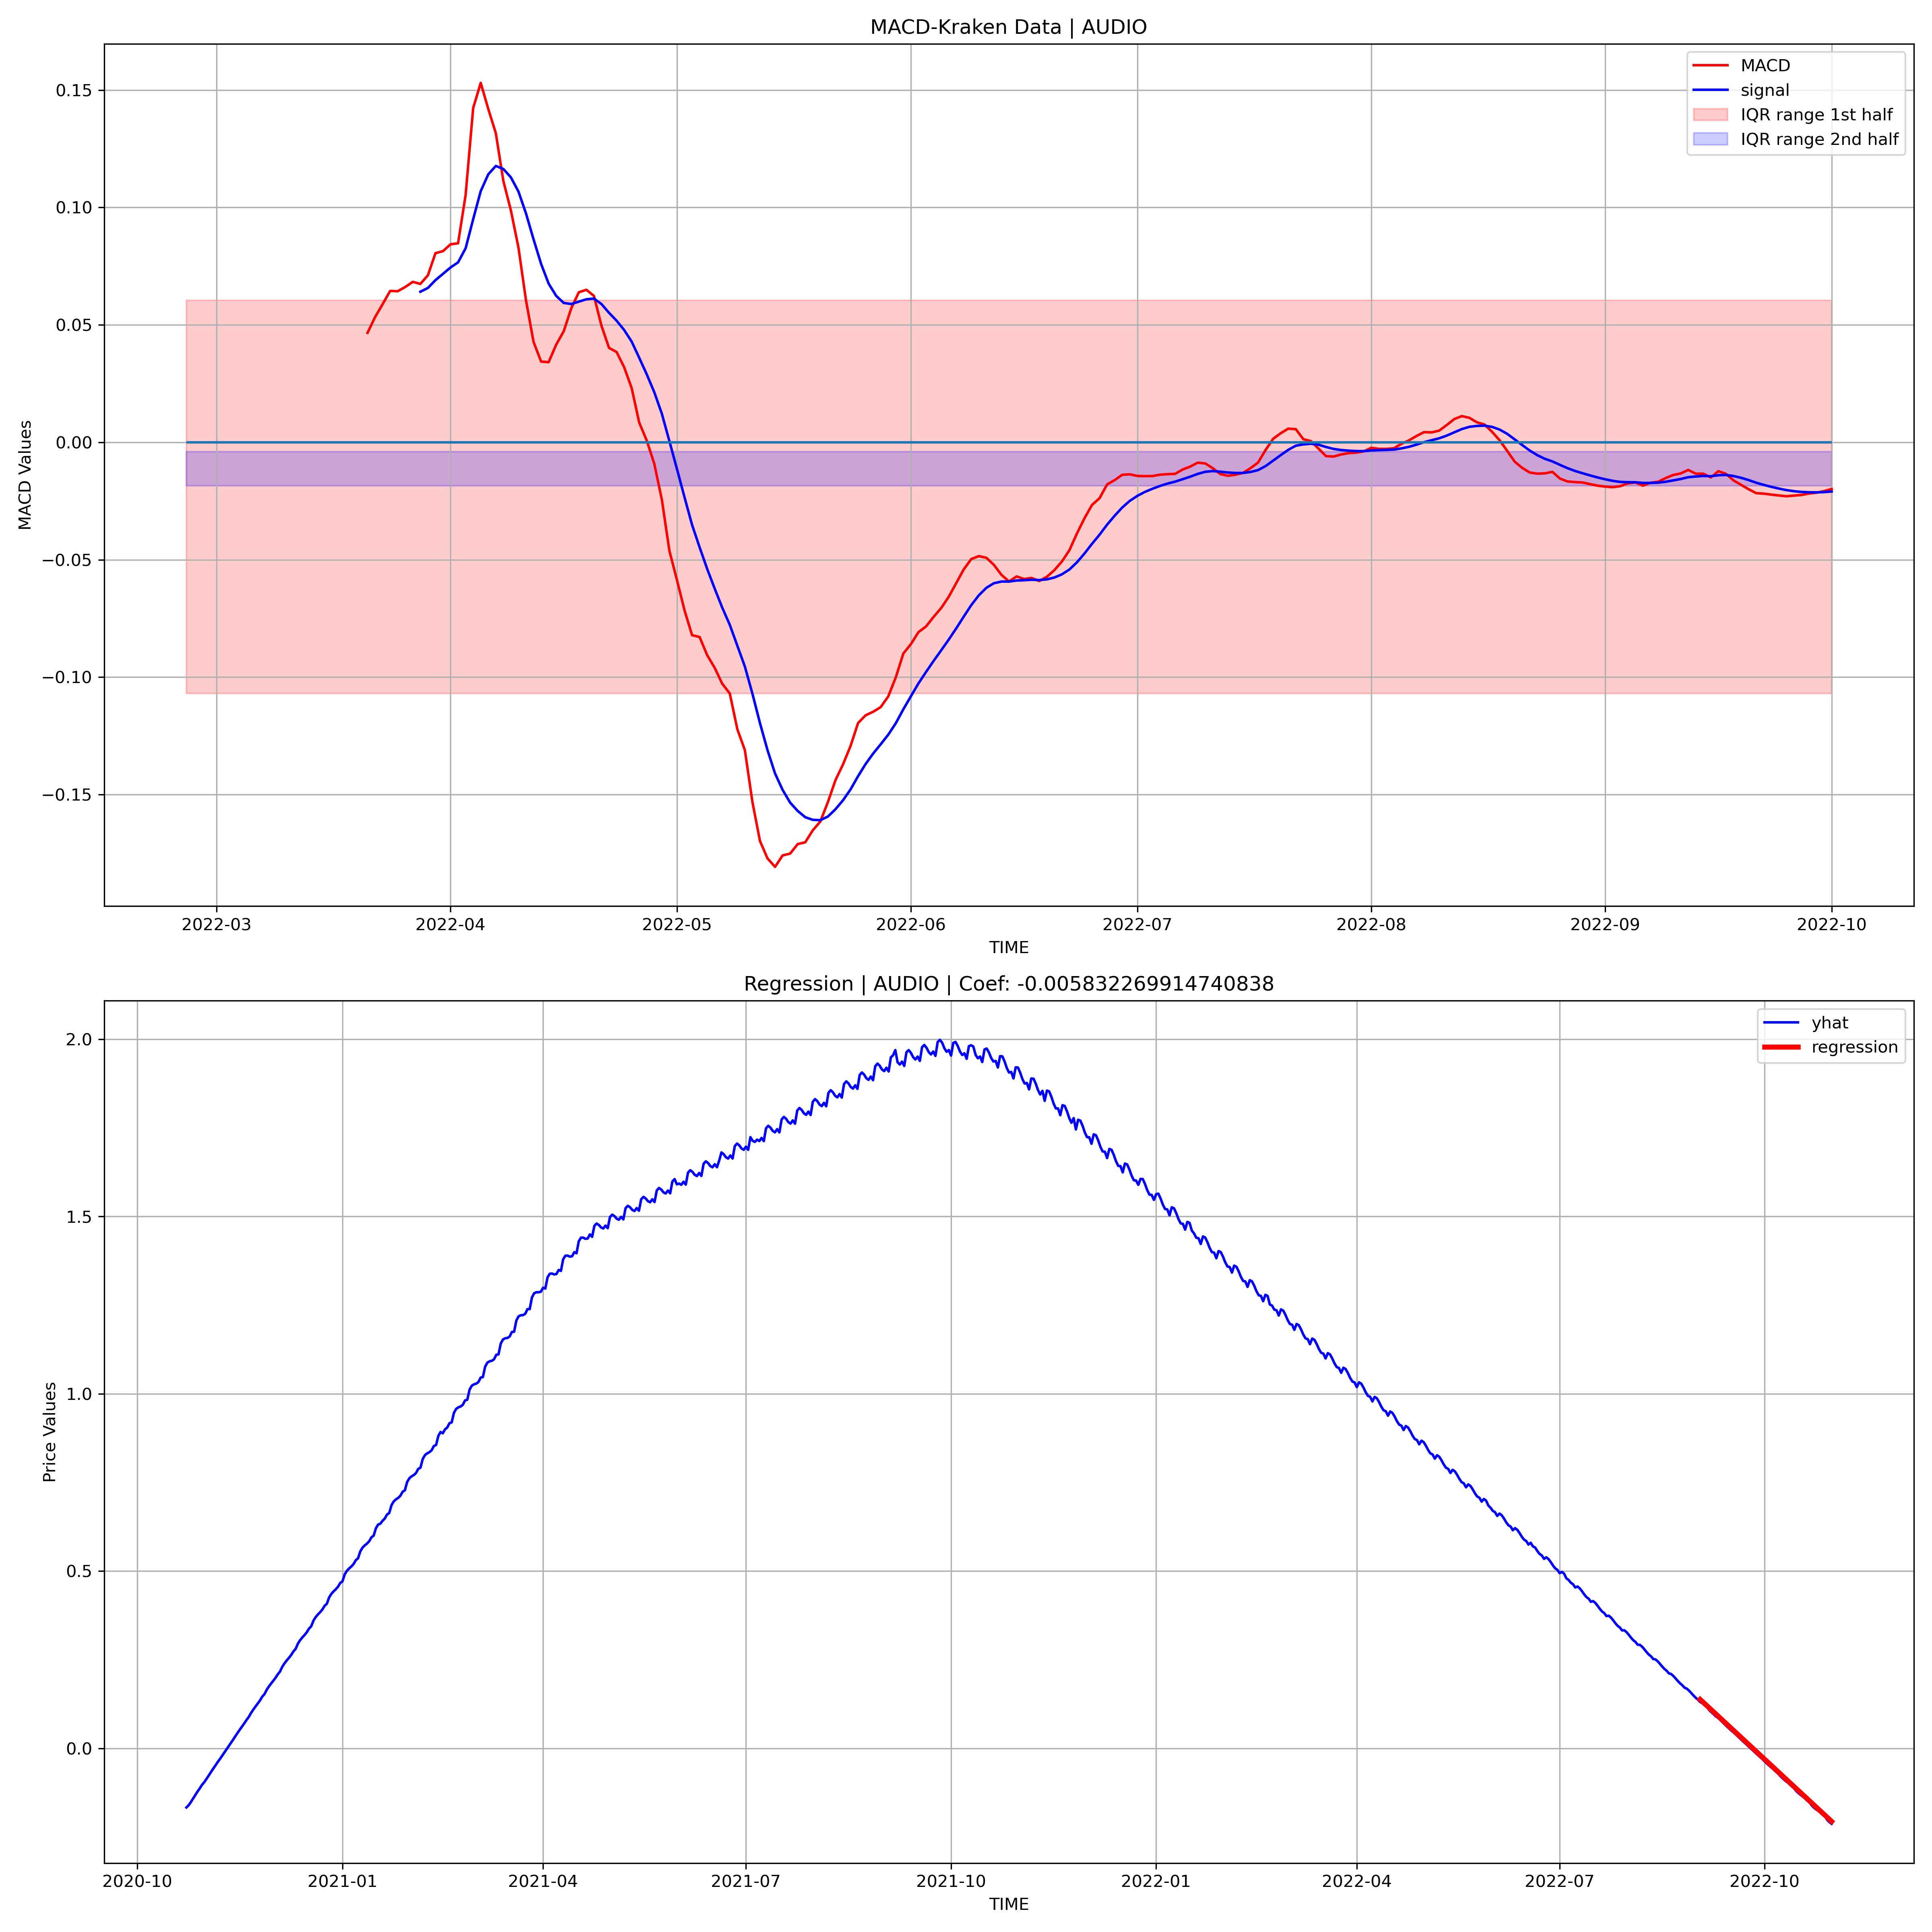 MACD-Kraken Data | AUDIO
MACD
signal
IQR range 1st half
IQR range 2nd half
0.15
0.10
0.05
0.00
−0.05
−0.10
−0.15
MACD Values
2022-03 2022-04 2022-05 2022-06 2022-07 2022-08 2022-09 2022-10
TIME
Regression | AUDIO | Coef: -0.005832269914740838
yhat
regression
2.0
1.5
1.0
0.5
0.0
Price Values
2020-10 2021-01 2021-04 2021-07 2021-10 2022-01 2022-04 2022-07 2022-10
TIME